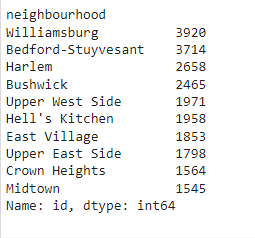 neighbourhood
Williamsburg 3920
Bedford-Stuyvesant 3714
Harlem 2658
Bushwick 2465
Upper West Side 1971
Hell's Kitchen 1958
East Village 1853
Upper East Side 1798
Crown Heights 1564
Midtown 1545
Name: id, dtype: int64